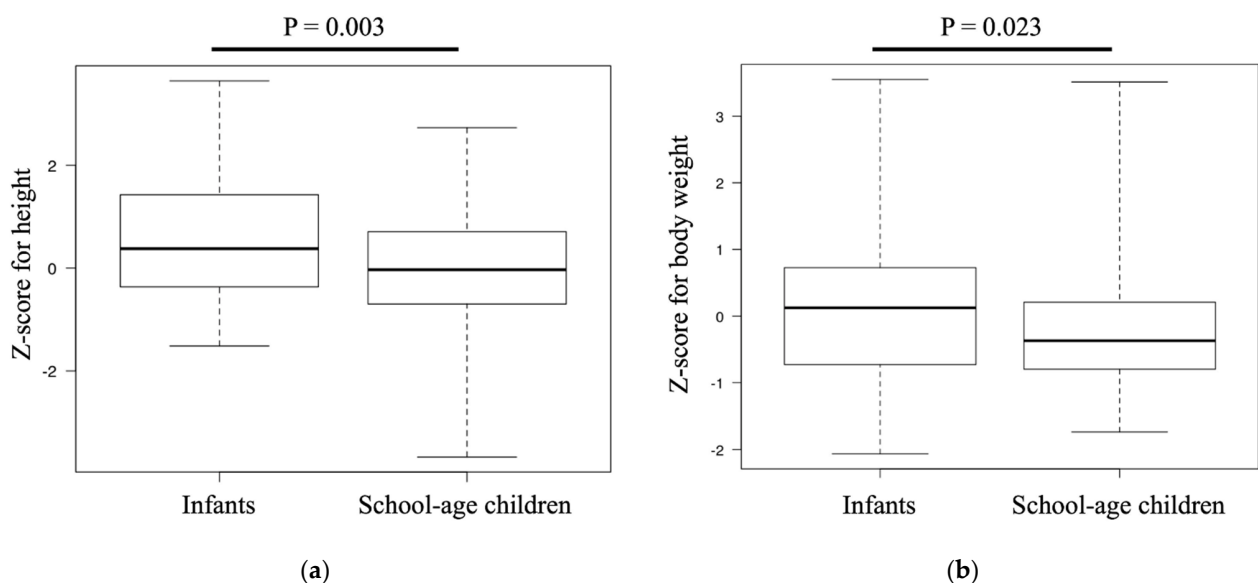 P = 0.003
Z-score for height
2
0
-2
Infants
School-age children
(a)
P = 0.023
Z-score for body weight
3
2
1
0
-1
-2
Infants
School-age children
(b)